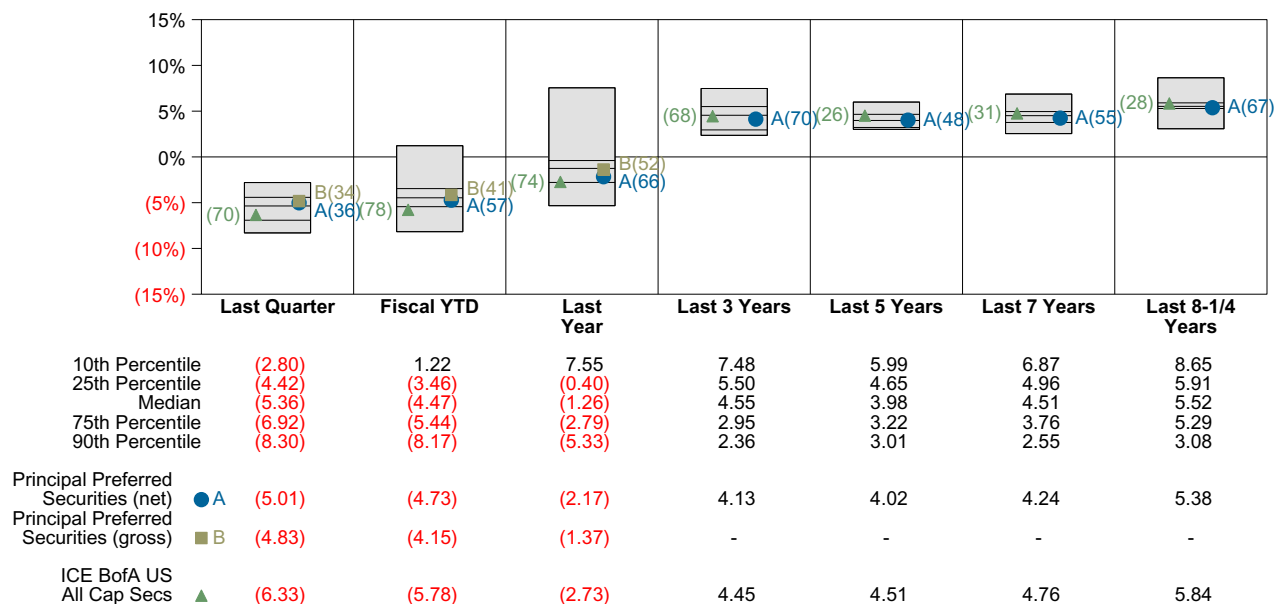 15%
10%
5%
0%
(5%)
(10%)
(15%)
(70) B(34) A(36)
(78) B(41) A(57)
(74) B(52) A(66)
(68) A(70)
(26) A(48)
(31) A(55)
(28) A(67)
Last Quarter Fiscal YTD Last Year Last 3 Years Last 5 Years Last 7 Years Last 8-1/4 Years
10th Percentile (2.80) 1.22 7.55 7.48 5.99 6.87 8.65
25th Percentile (4.42) (3.46) (0.40) 5.50 4.65 4.96 5.91
Median (5.36) (4.47) (1.26) 4.55 3.98 4.51 5.52
75th Percentile (6.92) (5.44) (2.79) 2.95 3.22 3.76 5.29
90th Percentile (8.30) (8.17) (5.33) 2.36 3.01 2.55 3.08
Principal Preferred
Securities (net) A (5.01) (4.73) (2.17) 4.13 4.02 4.24 5.38
Principal Preferred
Securities (gross) B (4.83) (4.15) (1.37) - - - -
ICE BofA US
All Cap Secs (6.33) (5.78) (2.73) 4.45 4.51 4.76 5.84